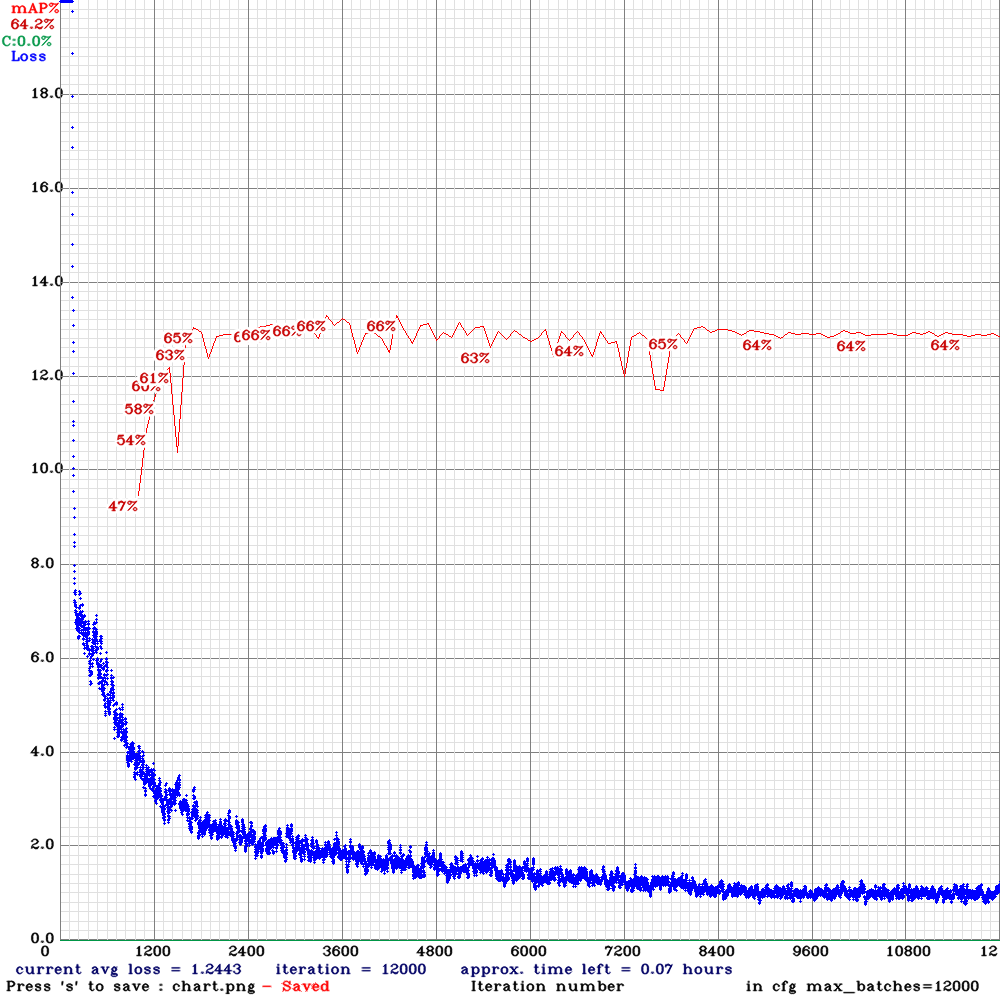 mAP%
64.2%
C:0.0%
Loss
18.0
16.0
14.0
66% 66%
65% 66% 66%
65%
64% 64% 64%
63% 63% 64%
12.0
61%
58%
54%
10.0
47%
8.0
6.0
4.0
2.0
0.0
0 1200 2400 3600 4800 6000 7200 8400 9600 10800 12
current avg loss = 1.2443 iteration = 12000 approx. time left = 0.07 hours
Press 's' to save : chart.png - Saved Iteration number in cfg max_batches=12000